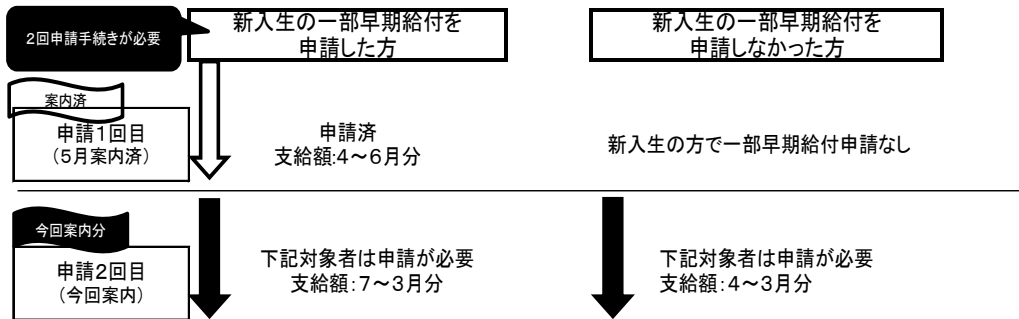 2回申請手続きが必要
新入生の一部早期給付を
申請した方
新入生の一部早期給付を
申請しなかった方
案内済
申請1回目
(5月案内済)
申請済
支給額:4～6月分
新入生の方で一部早期給付申請なし
今回案内分
申請2回目
(今回案内)
下記対象者は申請が必要
支給額:7～3月分
下記対象者は申請が必要
支給額:4～3月分